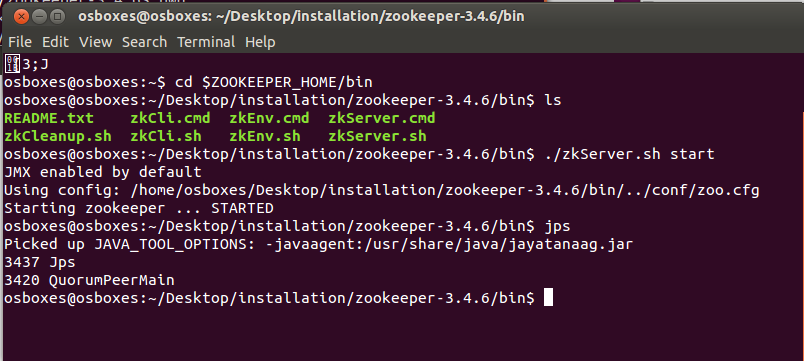 osboxes@osboxes: ~/Desktop/installation/zookeeper-3.4.6/bin
File Edit View Search Terminal Help
3;J
osboxes@osboxes:~$ cd $ZOOKEEPER_HOME/bin
osboxes@osboxes:~/Desktop/installation/zookeeper-3.4.6/bin$ ls
README.txt zkCli.cmd zkEnv.cmd zkServer.cmd
zkCleanup.sh zkCli.sh zkEnv.sh zkServer.sh
osboxes@osboxes:~/Desktop/installation/zookeeper-3.4.6/bin$ ./zkServer.sh start
JMX enabled by default
Using config: /home/osboxes/Desktop/installation/zookeeper-3.4.6/bin/../conf/zoo.cfg
Starting zookeeper ... STARTED
osboxes@osboxes:~/Desktop/installation/zookeeper-3.4.6/bin$ jps
Picked up JAVA_TOOL_OPTIONS: -javaagent:/usr/share/java/jayatanaag.jar
3437 Jps
3420 QuorumPeerMain
osboxes@osboxes:~/Desktop/installation/zookeeper-3.4.6/bin$